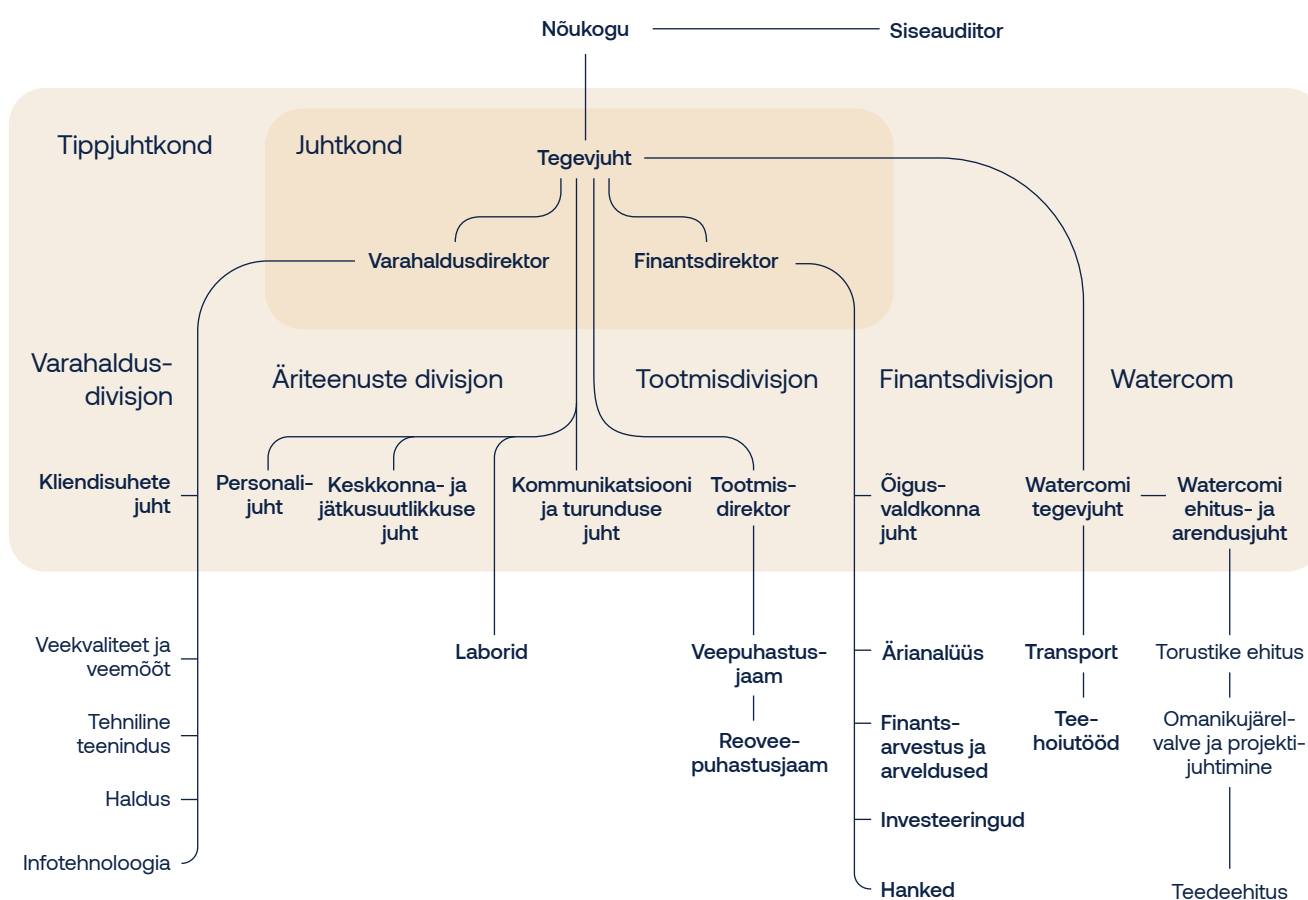 Nõukogu
Siseaudiitor
Tippjuhtkond
Juhtkond
Tegevjuht
Varahaldusdirektor
Finantsdirektor
Varahaldus-
divisjon
Äriteenuste divisjon
Tootmisdivisjon
Finantsdivisjon
Watercom
Kliendisuhete
juht
Personali-
juht
Keskkonna- ja
jätkusuutlikkuse
juht
Kommunikatsiooni
ja turunduse
juht
Tootmis-
direktor
Õigus-
valdkonna
juht
Watercomi
tegevjuht
Watercomi
ehitus- ja
arendusjuht
Veekvaliteet ja
veemõõt
Tehniline
teenindus
Haldus
Infotehnoloogia
Laborid
Veepuhastus-
jaam
Reovee-
puhastusjaam
Ärianalüüs
Finants-
arvestus ja
arveldused
Investeeringud
Hanked
Transport
Tee-
hoiutööd
Torustike ehitus
Omanikujärel-
valve ja projekti-
juhtimine
Teedeehitus